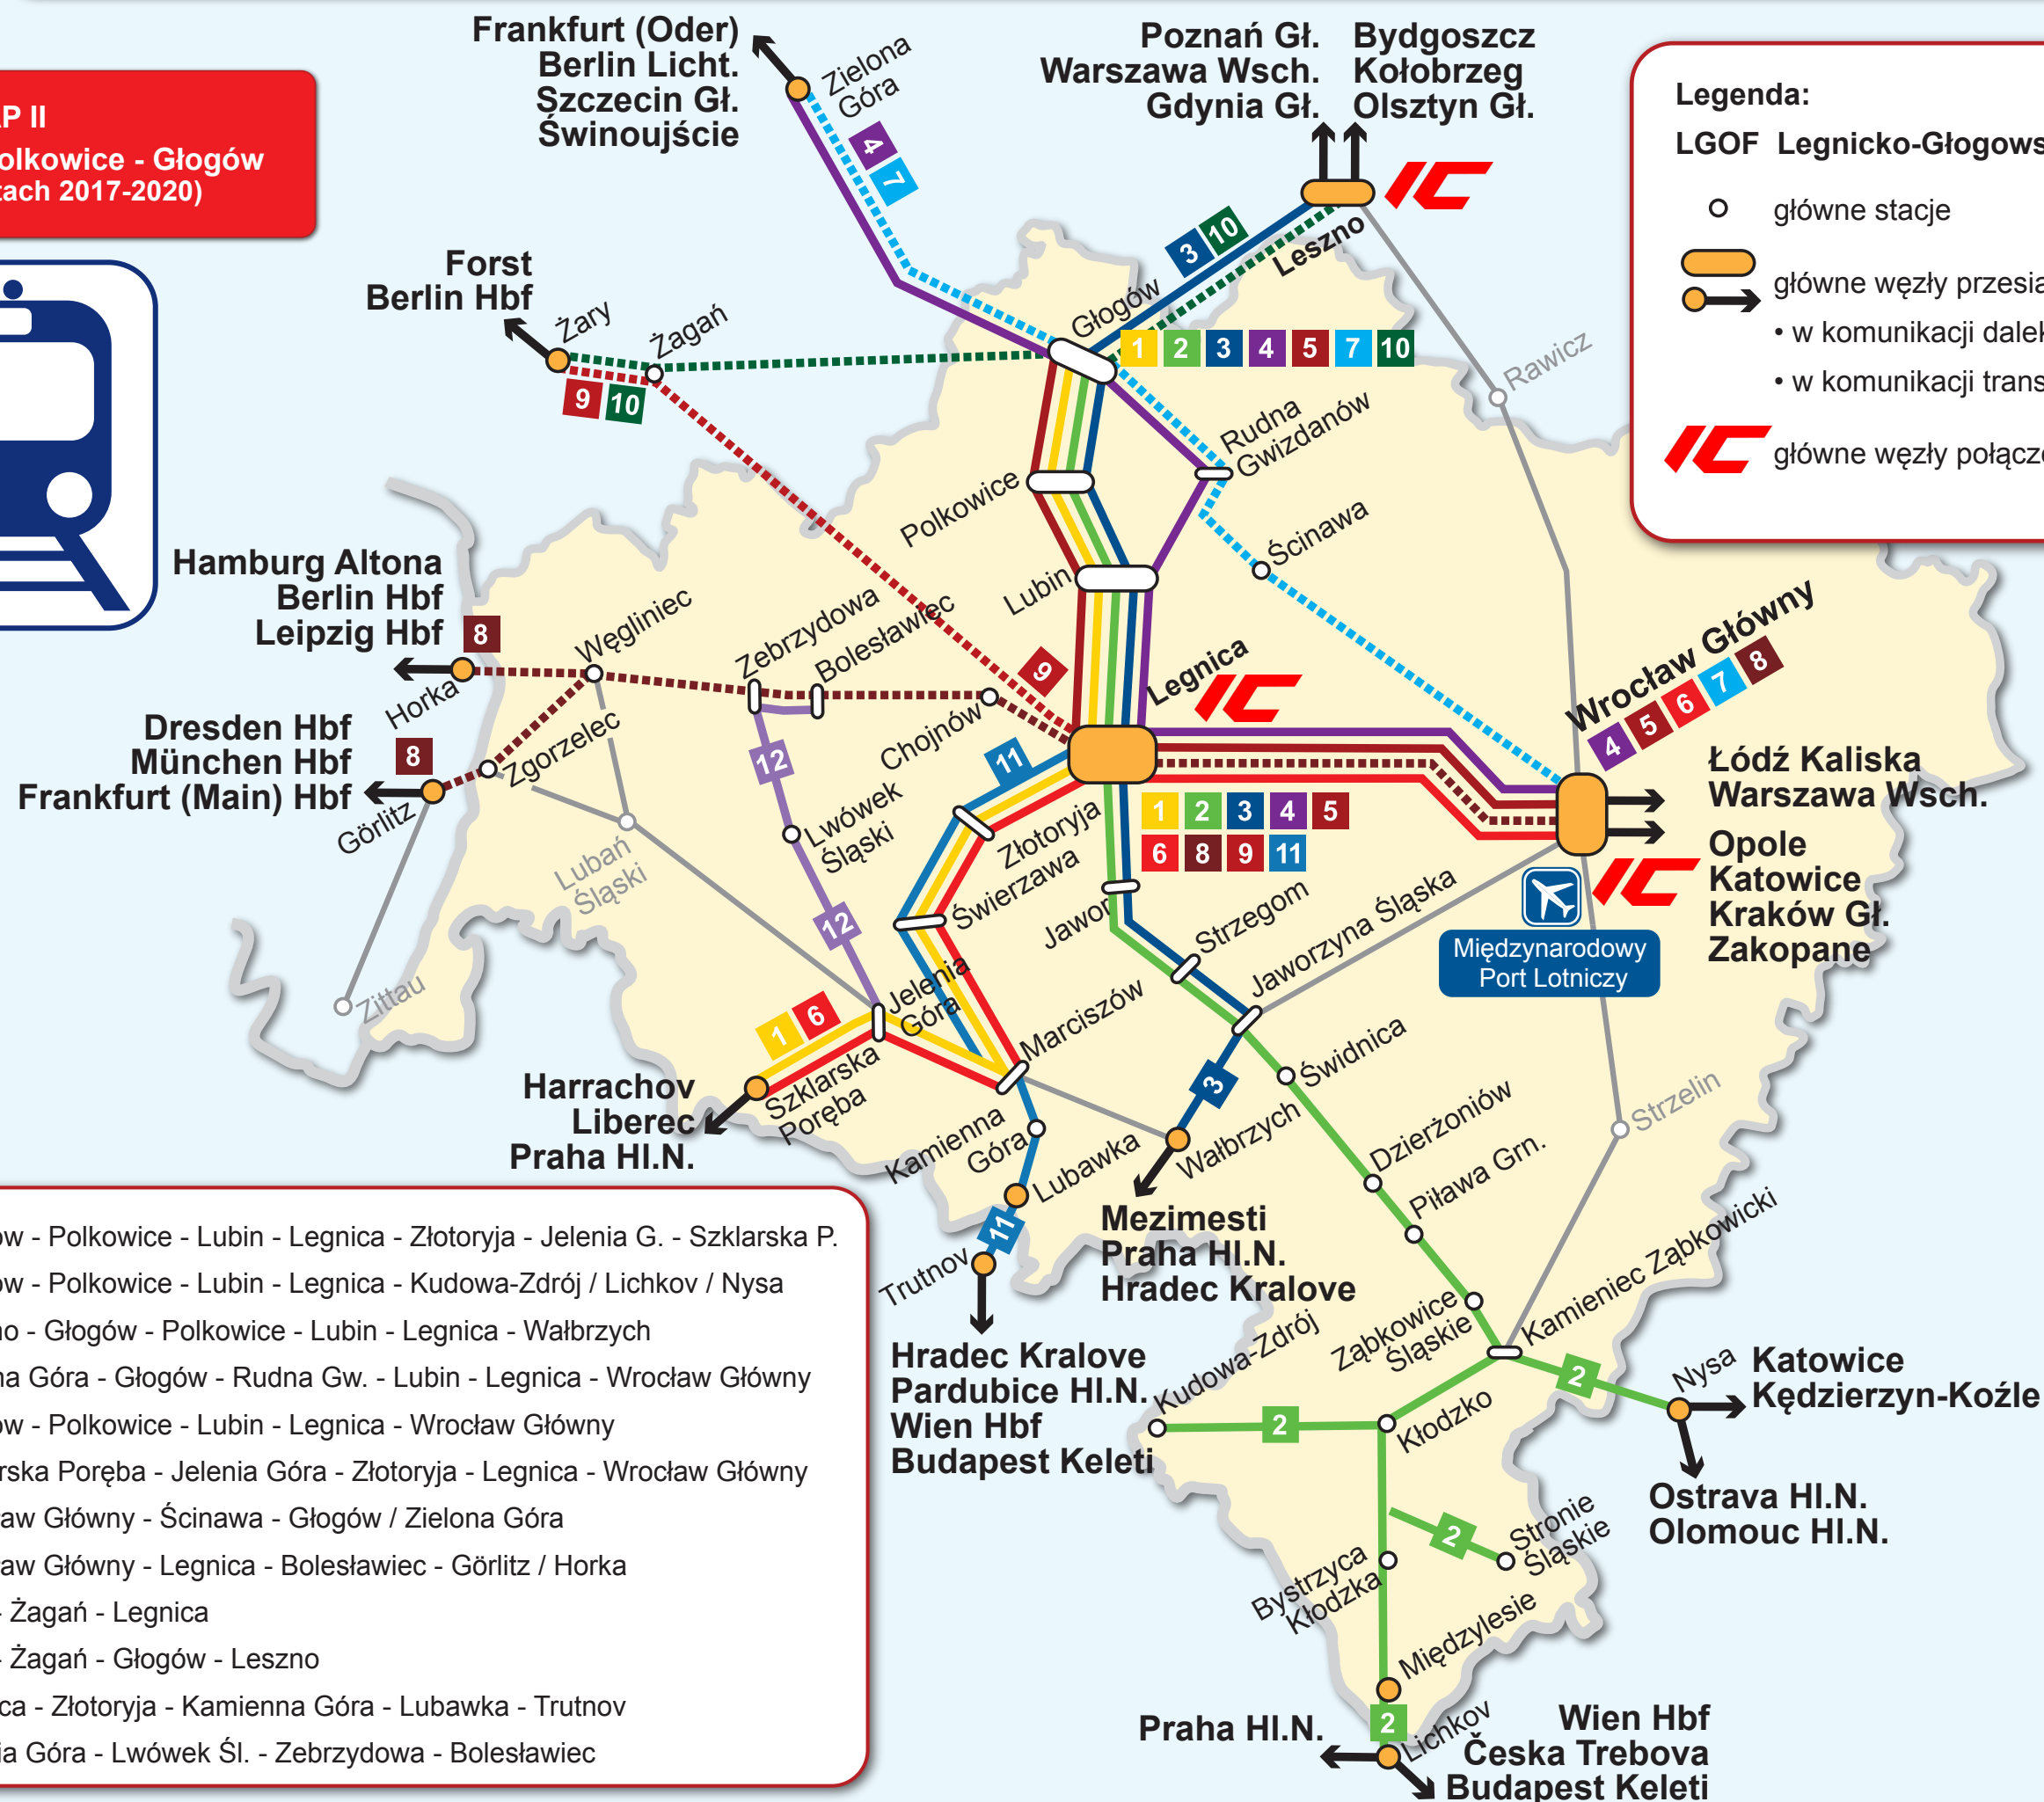 Frankfurt (Oder)
Berlin Licht.
Szczecin Gł.
Świnoujście
Zielona
Góra
4
7
Poznań Gł.
Warszawa Wsch.
Gdynia Gł.
Bydgoszcz
Kołobrzeg
Olsztyn Gł.
IC
Leszno
3 10
AP II
olkowice - Głogów
tach 2017-2020)
Legenda:
LGOF Legnicko-Głogows
główne stacje
główne węzły przesia
• w komunikacji dalek
• w komunikacji trans
IC główne węzły połącze
Forst
Berlin Hbf
Żary
Żagań
9 10
Głogów
1 2 3 4 5 7 10
Rawicz
Rudna
Gwizdanów
Polkowice
Ścinawa
Lubin
Hamburg Altona
Berlin Hbf
Leipzig Hbf
8
Horka
Węgliniec
Zebrzydowa
Bolesławiec
Chojnów
9
Legnica
IC
Wrocław Główny
4 5 6 7 8
Dresden Hbf
München Hbf
Frankfurt (Main) Hbf
8
Görlitz
Zgorzelec
12
11
Lwówek
Śląski
Lubań
Śląski
Złotoryja
1 2 3 4 5
6 8 9 11
Łódź Kaliska
Warszawa Wsch.
Opole
Katowice
Kraków Gł.
Zakopane
IC
Międzynarodowy
Port Lotniczy
Świerzawa
12
Jawor
Strzegom
Jaworzyna Śląska
Zittau
Jelenia
Góra
1 6
Marciszów
Świdnica
3
Szklarska
Poręba
Harrachov
Liberec
Praha Hl.N.
Kamienna
Góra
Lubawka
Wałbrzych
Dzierżoniów
Strzelin
Piława Grn.
11
Trutnov
Mezimesti
Praha Hl.N.
Hradec Kralove
Ząbkowice
Śląskie
Kamieniec Ząbkowicki
Hradec Kralove
Pardubice Hl.N.
Wien Hbf
Budapest Keleti
Kudowa-Zdrój
2
Kłodzko
2
Nysa
Katowice
Kędzierzyn-Koźle
Ostrava Hl.N.
Olomouc Hl.N.
2
Stronie
Śląskie
Bystrzyca
Kłodzka
Międzylesie
2
Lichkov
Praha Hl.N.
Wien Hbf
Česka Trebova
Budapest Keleti
ów - Polkowice - Lubin - Legnica - Złotoryja - Jelenia G. - Szklarska P.
ów - Polkowice - Lubin - Legnica - Kudowa-Zdrój / Lichkov / Nysa
no - Głogów - Polkowice - Lubin - Legnica - Wałbrzych
na Góra - Głogów - Rudna Gw. - Lubin - Legnica - Wrocław Główny
ów - Polkowice - Lubin - Legnica - Wrocław Główny
rska Poręba - Jelenia Góra - Złotoryja - Legnica - Wrocław Główny
aw Główny - Ścinawa - Głogów / Zielona Góra
ław Główny - Legnica - Bolesławiec - Görlitz / Horka
- Żagań - Legnica
- Żagań - Głogów - Leszno
ica - Złotoryja - Kamienna Góra - Lubawka - Trutnov
ia Góra - Lwówek Śl. - Zebrzydowa - Bolesławiec